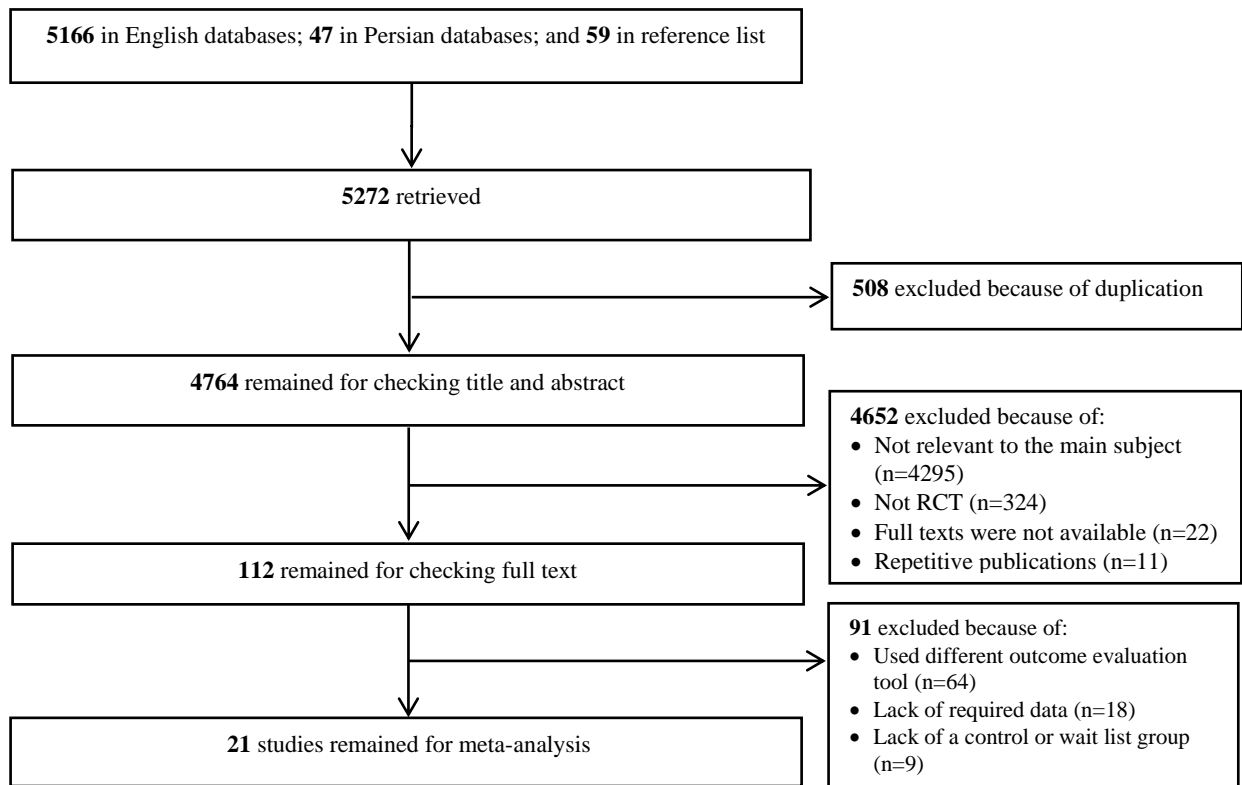 5166 in English databases; 47 in Persian databases; and 59 in reference list
5272 retrieved
508 excluded because of duplication
4764 remained for checking title and abstract
4652 excluded because of:
• Not relevant to the main subject
(n=4295)
• Not RCT (n=324)
• Full texts were not available (n=22)
• Repetitive publications (n=11)
112 remained for checking full text
91 excluded because of:
• Used different outcome evaluation
tool (n=64)
• Lack of required data (n=18)
• Lack of a control or wait list group
(n=9)
21 studies remained for meta-analysis